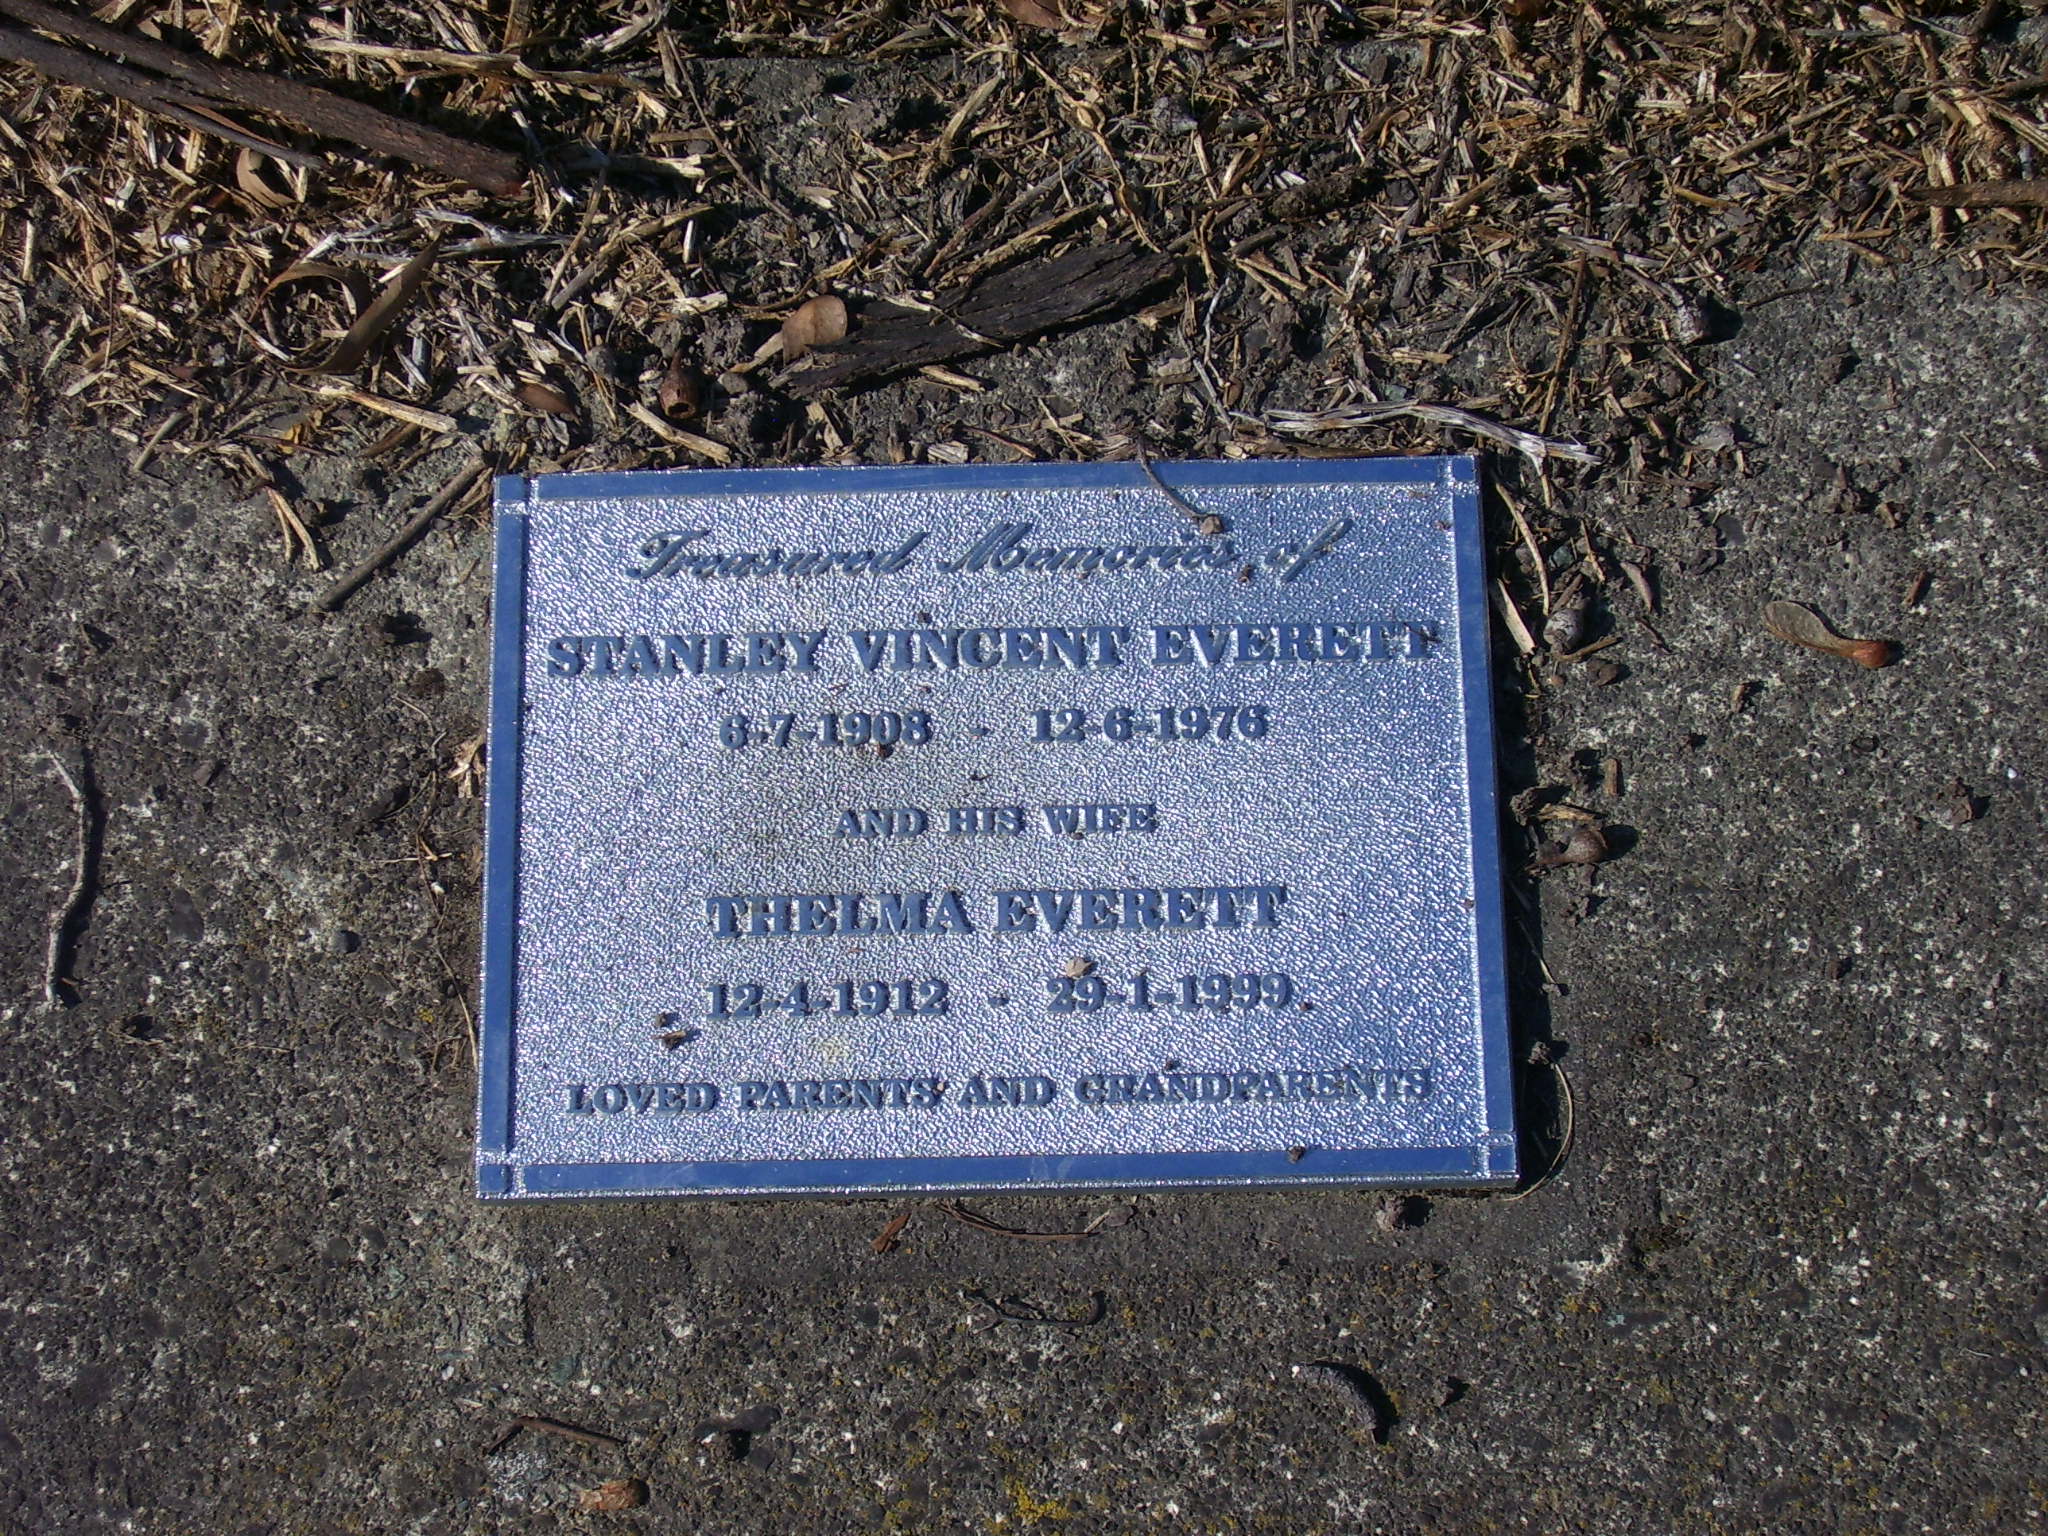 Treasured Memories of
STANLEY VINCENT EVERETT
6-7-1908 - 12-6-1976
AND HIS WIFE
THELMA EVERETT
12-4-1912 - 29-1-1999
LOVED PARENTS AND GRANDPARENTS